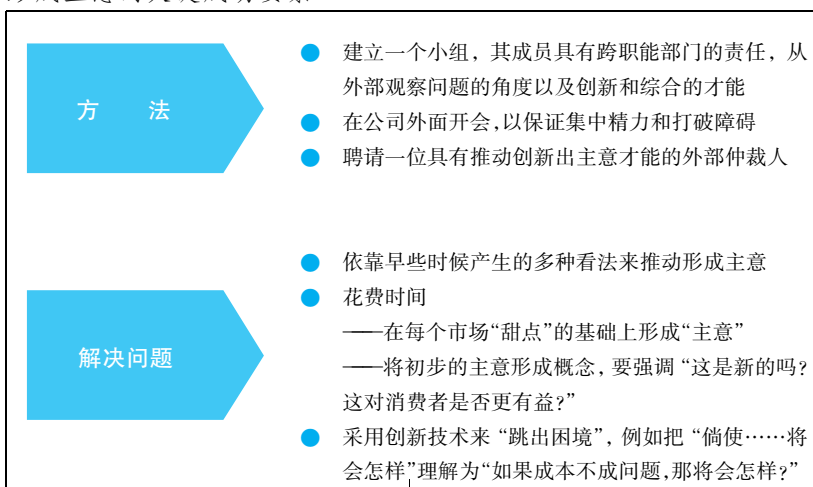 方 法
建立一个小组，其成员具有跨职能部门的责任，从
外部观察问题的角度以及创新和综合的才能
在公司外面开会，以保证集中精力和打破障碍
聘请一位具有推动创新出主意才能的外部仲裁人
解决问题
依靠早些时候产生的多种看法来推动形成主意
花费时间
——在每个市场“甜点”的基础上形成“主意”
——将初步的主意形成概念，要强调“这是新的吗？
这对消费者是否更有益？”
采用创新技术来“跳出困境”，例如把“倘使……将
会怎样”理解为“如果成本不成问题，那将会怎样？”